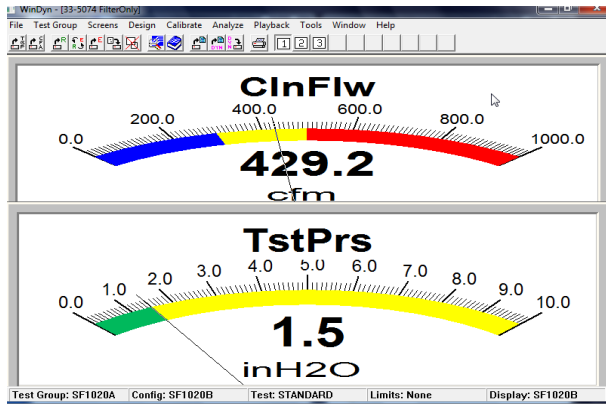 WinDyn - [33-5074 FilterOnly]
File Test Group Screens Design Calibrate Analyze Playback Tools Window Help
1 2 3
ClnFlw
0.0 200.0 400.0 600.0 800.0 1000.0
429.2
cfm
TstPrs
0.0 1.0 2.0 3.0 4.0 5.0 6.0 7.0 8.0 9.0 10.0
1.5
inH2O
Test Group: SF1020A Config: SF1020B Test: STANDARD Limits: None Display: SF1020B